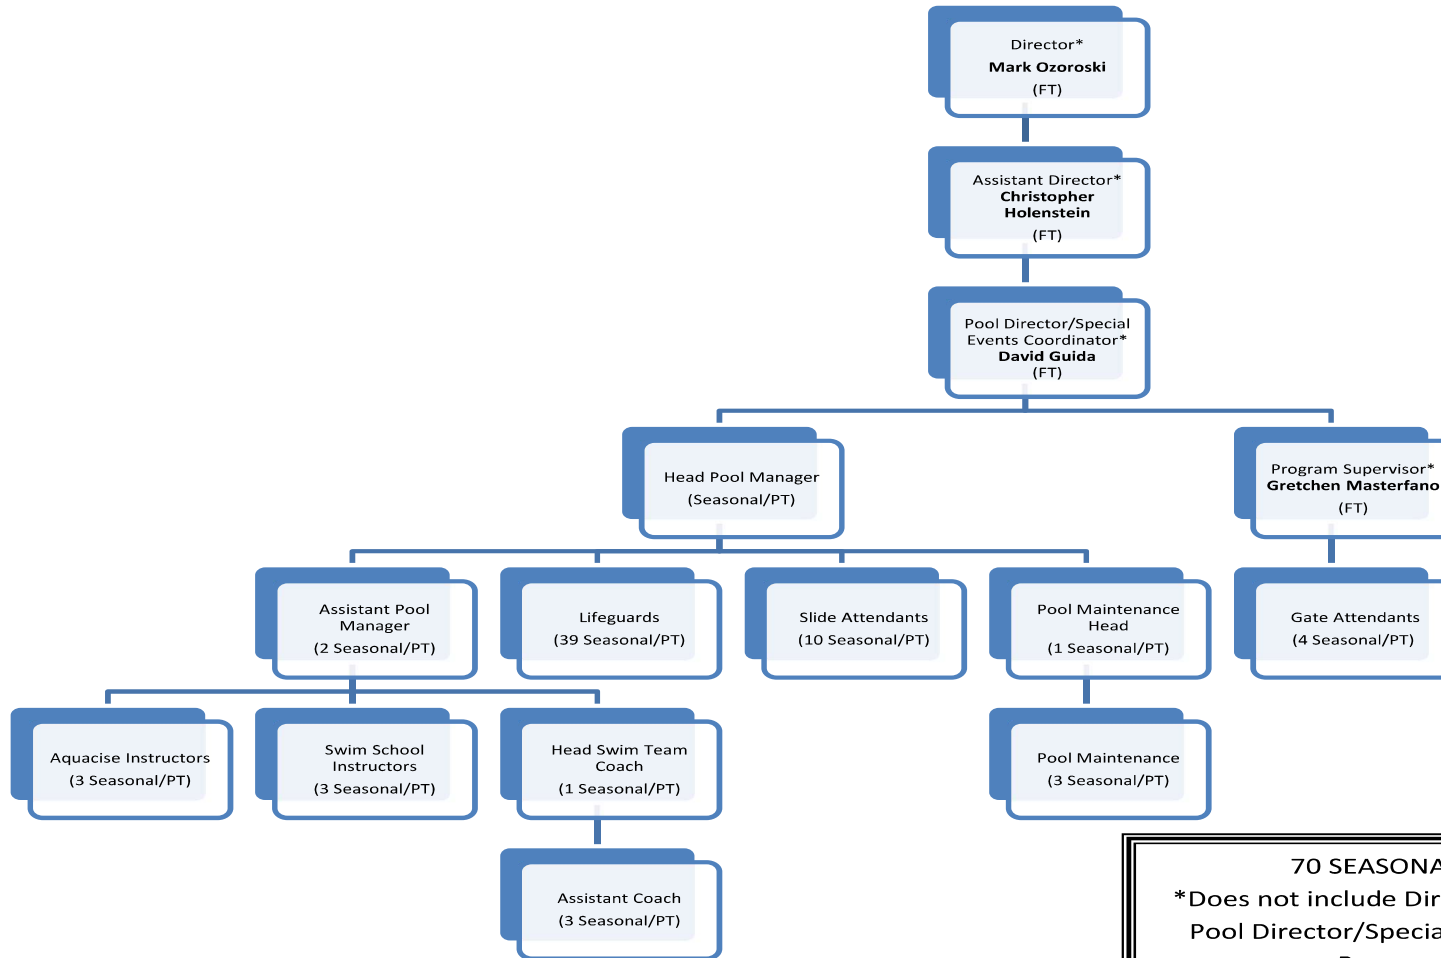 Director*
Mark Ozoroski
(FT)
Assistant Director*
Christopher
Holenstein
(FT)
Pool Director/Special
Events Coordinator*
David Guida
(FT)
Head Pool Manager
(Seasonal/PT)
Program Supervisor*
Gretchen Masterfano
(FT)
Assistant Pool
Manager
(2 Seasonal/PT)
Lifeguards
(39 Seasonal/PT)
Slide Attendants
(10 Seasonal/PT)
Pool Maintenance
Head
(1 Seasonal/PT)
Gate Attendants
(4 Seasonal/PT)
Aquacise Instructors
(3 Seasonal/PT)
Swim School
Instructors
(3 Seasonal/PT)
Head Swim Team
Coach
(1 Seasonal/PT)
Pool Maintenance
(3 Seasonal/PT)
Assistant Coach
(3 Seasonal/PT)
70 SEASONA
*Does not include Dir
Pool Director/Specia